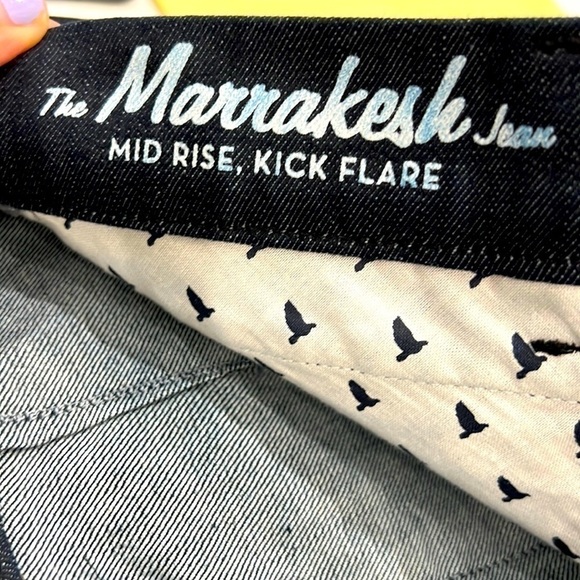 The Marrakesh Jean
MID RISE, KICK FLARE